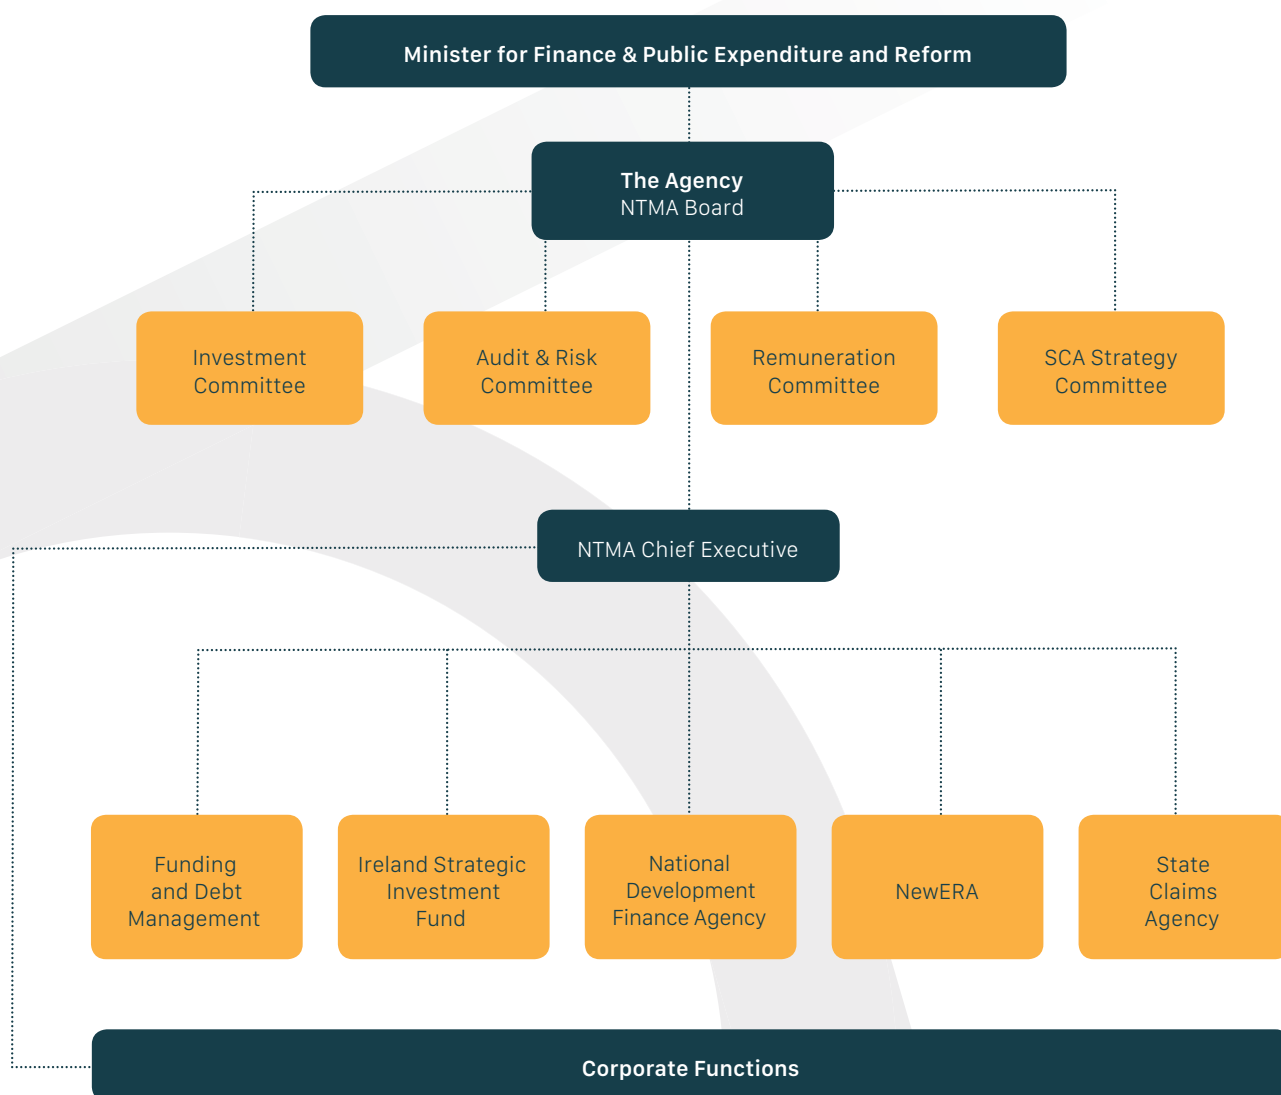 Minister for Finance & Public Expenditure and Reform
The Agency
NTMA Board
Investment
Committee
Audit & Risk
Committee
Remuneration
Committee
SCA Strategy
Committee
NTMA Chief Executive
Funding
and Debt
Management
Ireland Strategic
Investment
Fund
National
Development
Finance Agency
NewERA
State
Claims
Agency
Corporate Functions